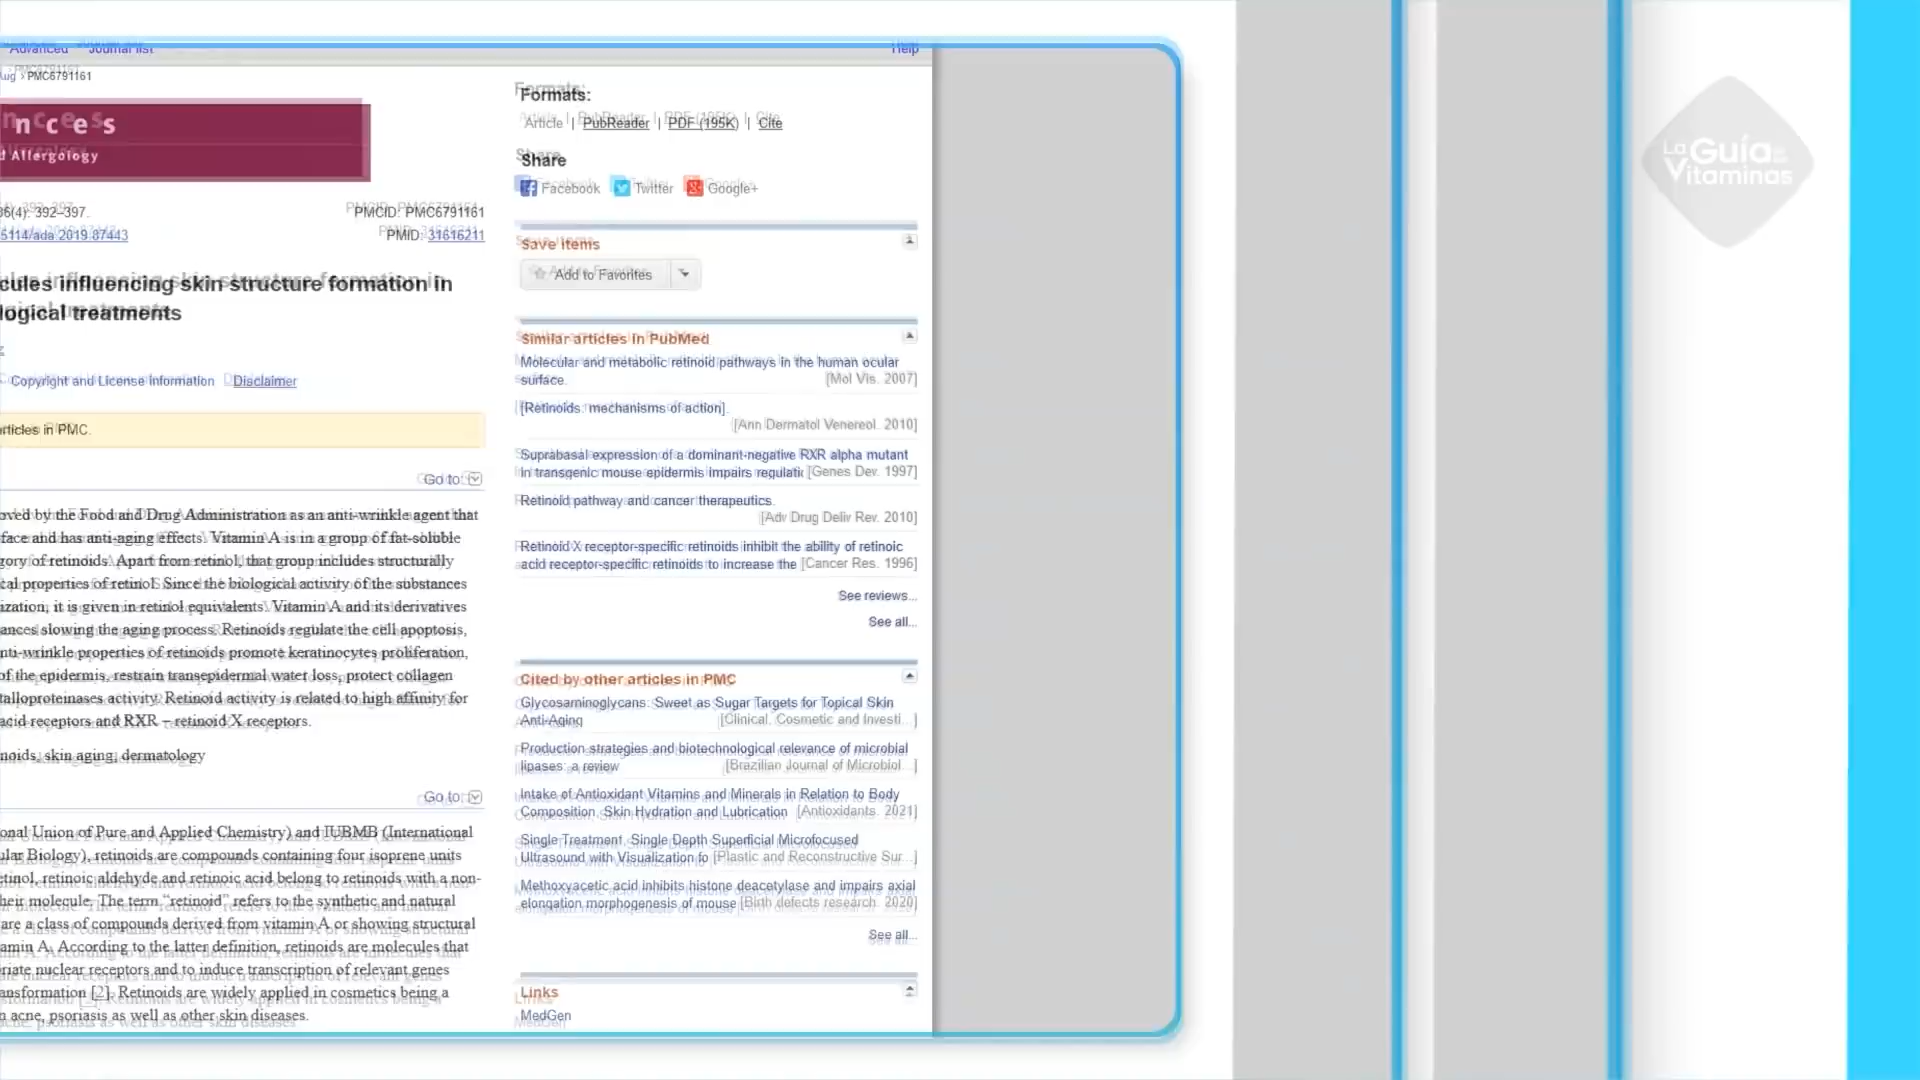 Advanced Journal list Help
Aug › PMC6791161
nces
d Allergology
36(4): 392–397.
PMCID: PMC6791161
5114/ada.2019.87443
PMID: 31616211
cules influencing skin structure formation in
logical treatments
Copyright and License information Disclaimer
rticles in PMC.
Go to:
oved by the Food and Drug Administration as an anti-wrinkle agent that
face and has anti-aging effects. Vitamin A is in a group of fat-soluble
gory of retinoids. Apart from retinol, that group includes structurally
cal properties of retinol. Since the biological activity of the substances
ization, it is given in retinol equivalents. Vitamin A and its derivatives
ances slowing the aging process. Retinoids regulate the cell apoptosis,
nti-wrinkle properties of retinoids promote keratinocytes proliferation,
of the epidermis, restrain transepidermal water loss, protect collagen
talloproteinases activity. Retinoid activity is related to high affinity for
acid receptors and RXR – retinoid X receptors.
noids, skin aging, dermatology
Go to:
onal Union of Pure and Applied Chemistry) and IUBMB (International
ular Biology), retinoids are compounds containing four isoprene units
etinol, retinoic aldehyde and retinoic acid belong to retinoids with a non-
heir molecule. The term "retinoid" refers to the synthetic and natural
are a class of compounds derived from vitamin A or showing structural
amin A. According to the latter definition, retinoids are molecules that
riate nuclear receptors and to induce transcription of relevant genes
ansformation [2]. Retinoids are widely applied in cosmetics being a
n acne, psoriasis as well as other skin diseases.
Formats:
Article | PubReader | PDF (195K) | Cite
Share
Facebook Twitter Google+
Save items
Add to Favorites
Similar articles in PubMed
Molecular and metabolic retinoid pathways in the human ocular
surface. [Mol Vis. 2007]
[Retinoids: mechanisms of action].
[Ann Dermatol Venereol. 2010]
Suprabasal expression of a dominant-negative RXR alpha mutant
in transgenic mouse epidermis impairs regulati [Genes Dev. 1997]
Retinoid pathway and cancer therapeutics.
[Adv Drug Deliv Rev. 2010]
Retinoid X receptor-specific retinoids inhibit the ability of retinoic
acid receptor-specific retinoids to increase the [Cancer Res. 1996]
See reviews...
See all...
Cited by other articles in PMC
Glycosaminoglycans: Sweet as Sugar Targets for Topical Skin
Anti-Aging [Clinical, Cosmetic and Investi...]
Production strategies and biotechnological relevance of microbial
lipases: a review [Brazilian Journal of Microbiol...]
Intake of Antioxidant Vitamins and Minerals in Relation to Body
Composition, Skin Hydration and Lubrication [Antioxidants. 2021]
Single Treatment, Single Depth Superficial Microfocused
Ultrasound with Visualization fo [Plastic and Reconstructive Sur...]
Methoxyacetic acid inhibits histone deacetylase and impairs axial
elongation morphogenesis of mouse [Birth defects research. 2020]
See all...
Links
MedGen
La Guía de las
Vitaminas